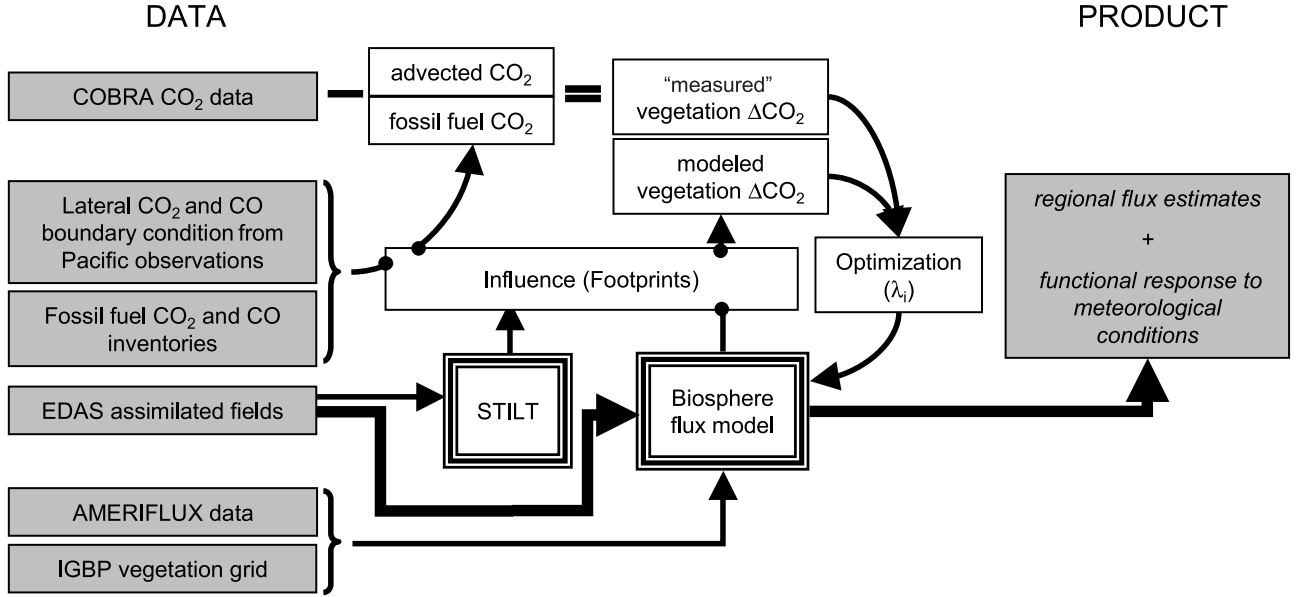 DATA
PRODUCT
COBRA CO₂ data
advected CO₂
fossil fuel CO₂
“measured”
vegetation ΔCO₂
modeled
vegetation ΔCO₂
Lateral CO₂ and CO
boundary condition from
Pacific observations
Fossil fuel CO₂ and CO
inventories
Influence (Footprints)
Optimization
(λᵢ)
regional flux estimates
+
functional response to
meteorological
conditions
EDAS assimilated fields
STILT
Biosphere
flux model
AMERIFLUX data
IGBP vegetation grid